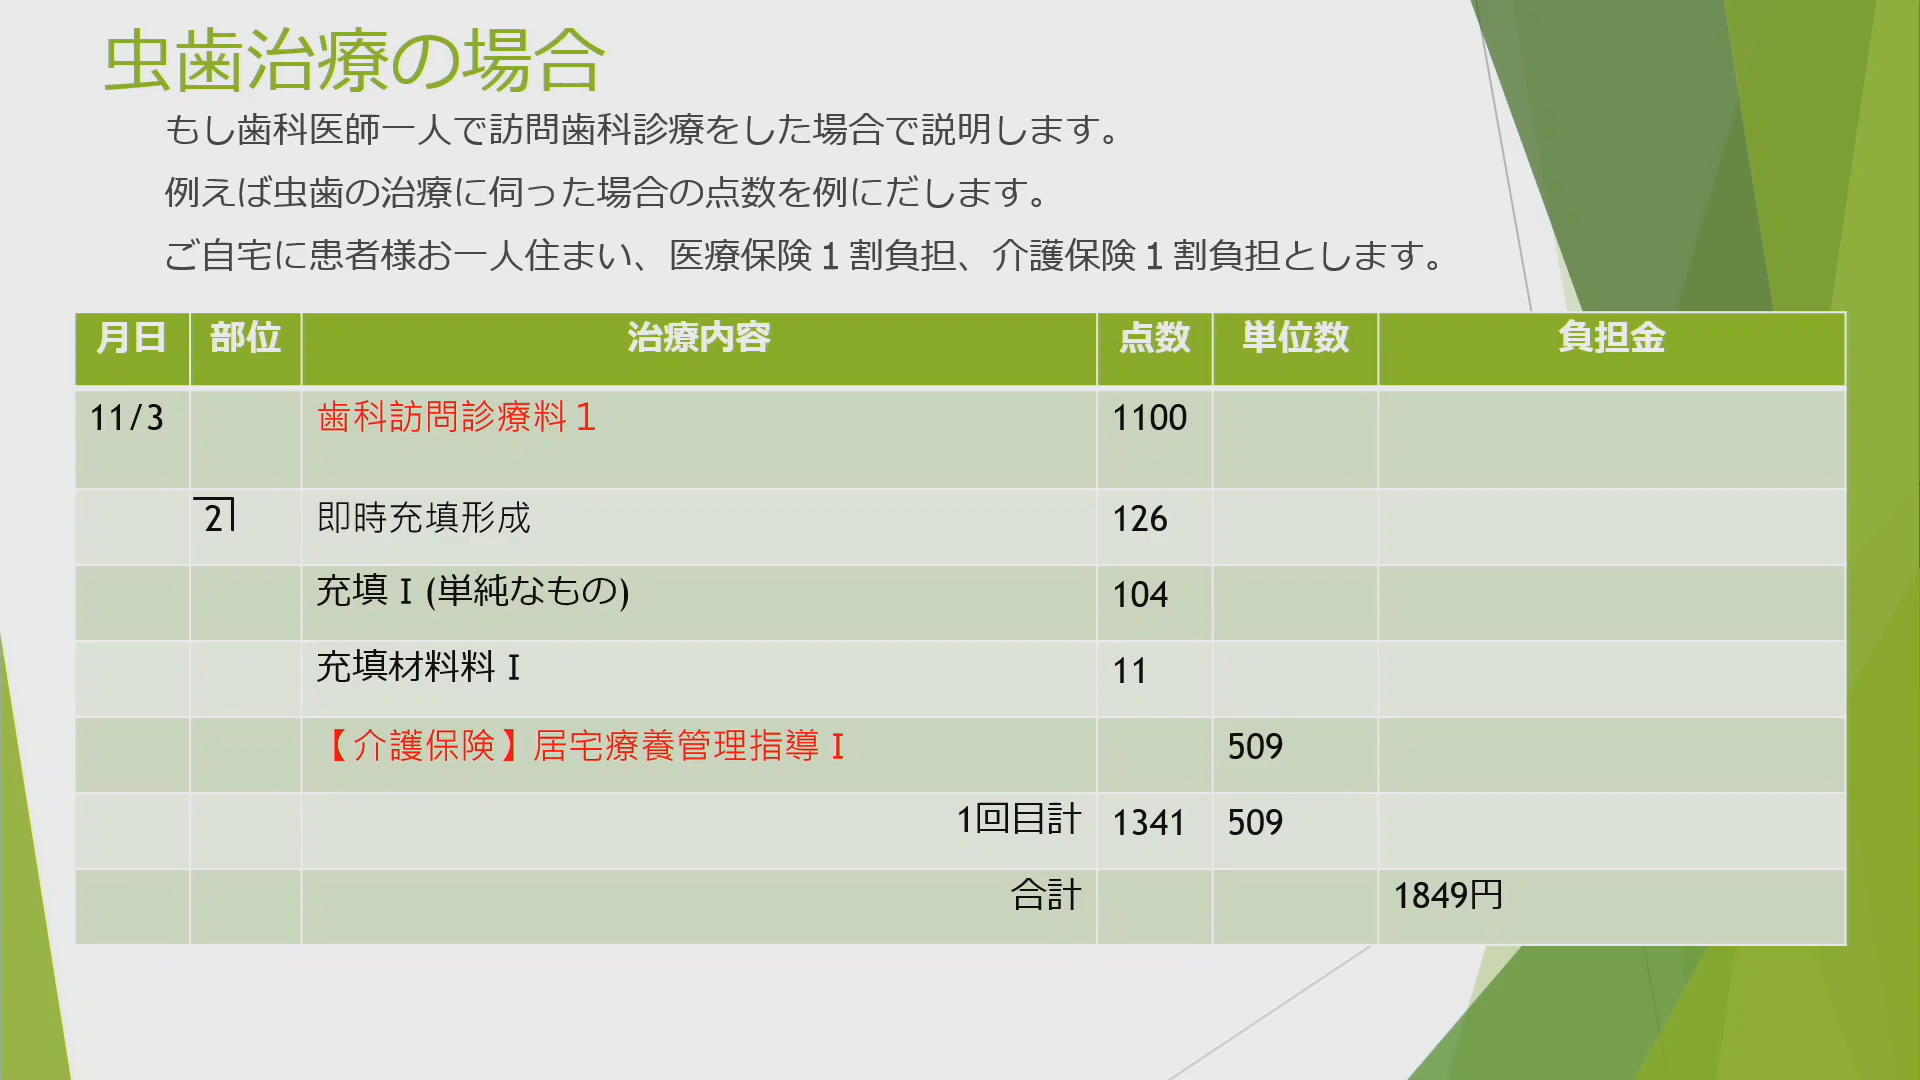 虫歯治療の場合
もし歯科医師一人で訪問歯科診療をした場合で説明します。
例えば虫歯の治療に伺った場合の点数を例にだします。
ご自宅に患者様お一人住まい、医療保険１割負担、介護保険１割負担とします。
月日 部位 治療内容 点数 単位数 負担金
11/3 歯科訪問診療料１ 1100
2 即時充填形成 126
充填Ⅰ(単純なもの) 104
充填材料料Ⅰ 11
【介護保険】居宅療養管理指導Ⅰ 509
1回目計 1341 509
合計 1849円